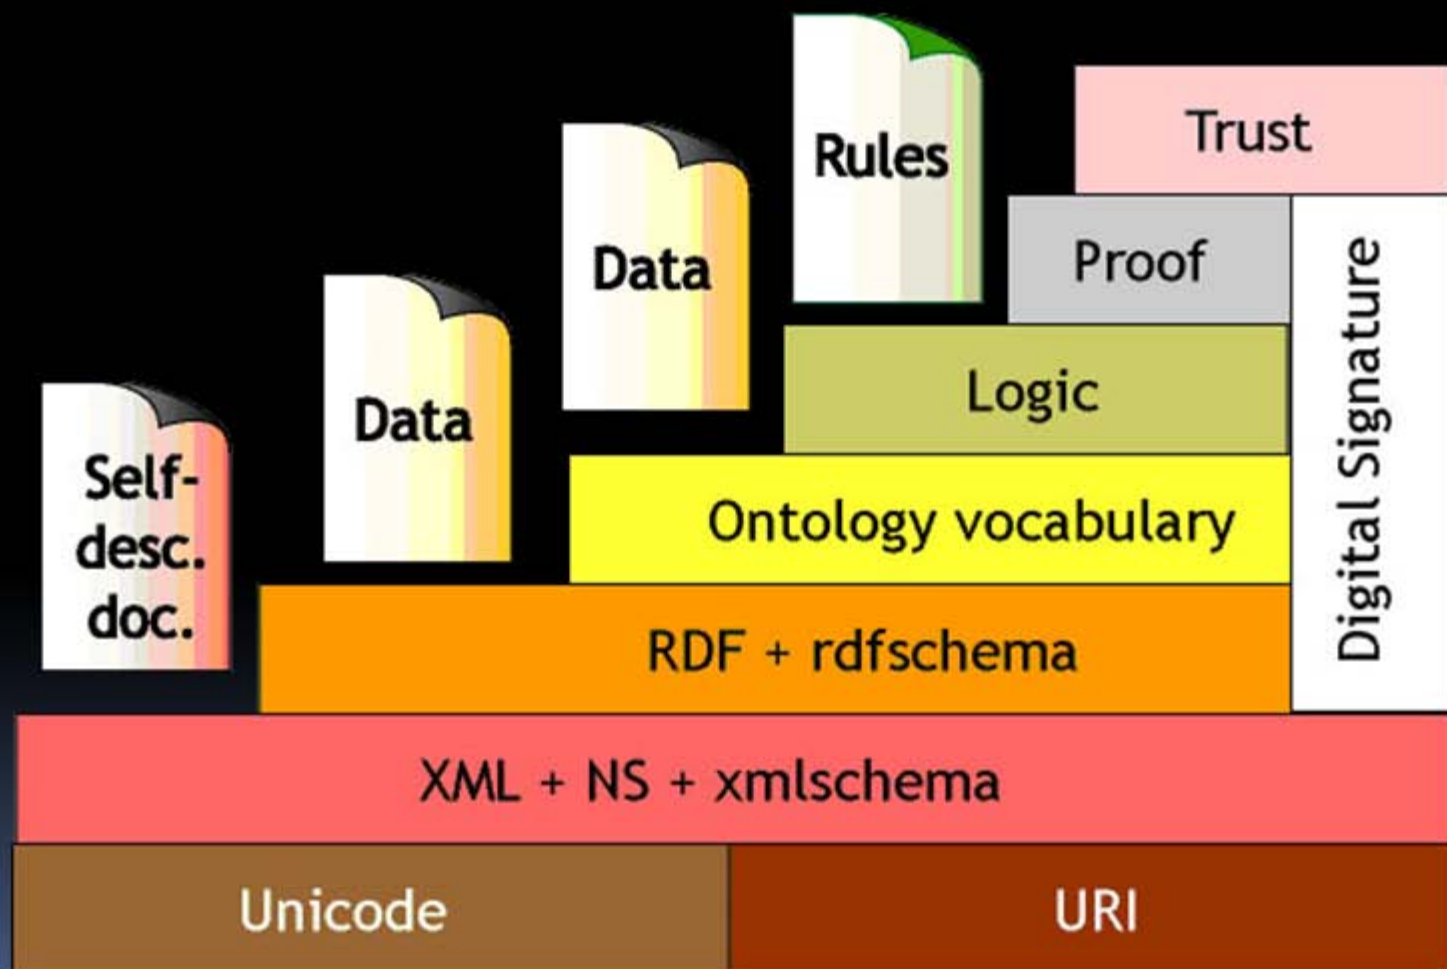 Rules
Trust
Data
Proof
Data
Logic
Self-
desc.
doc.
Ontology vocabulary
Digital Signature
RDF + rdfschema
XML + NS + xmlschema
Unicode
URI